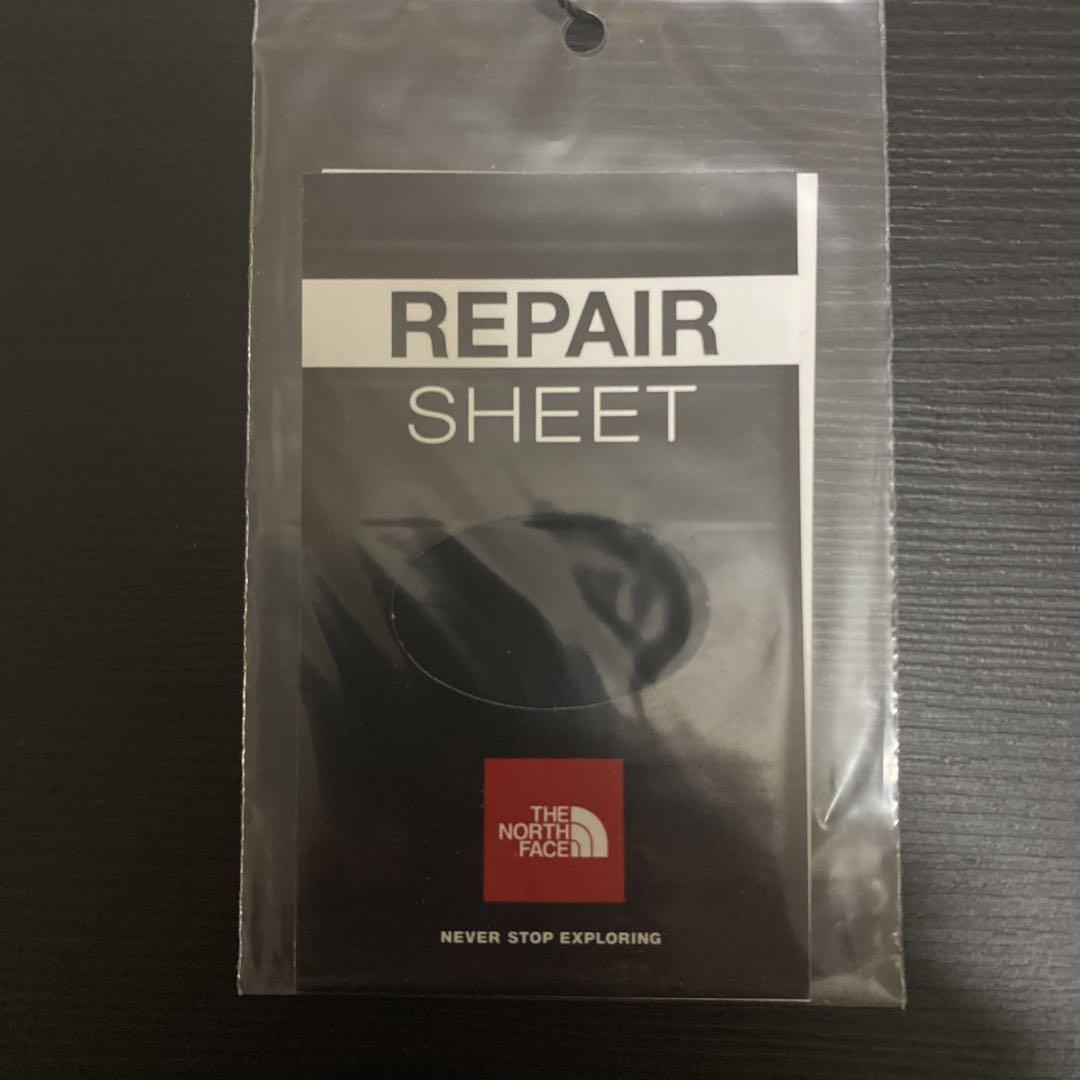 REPAIR
SHEET
THE
NORTH
FACE
NEVER STOP EXPLORING